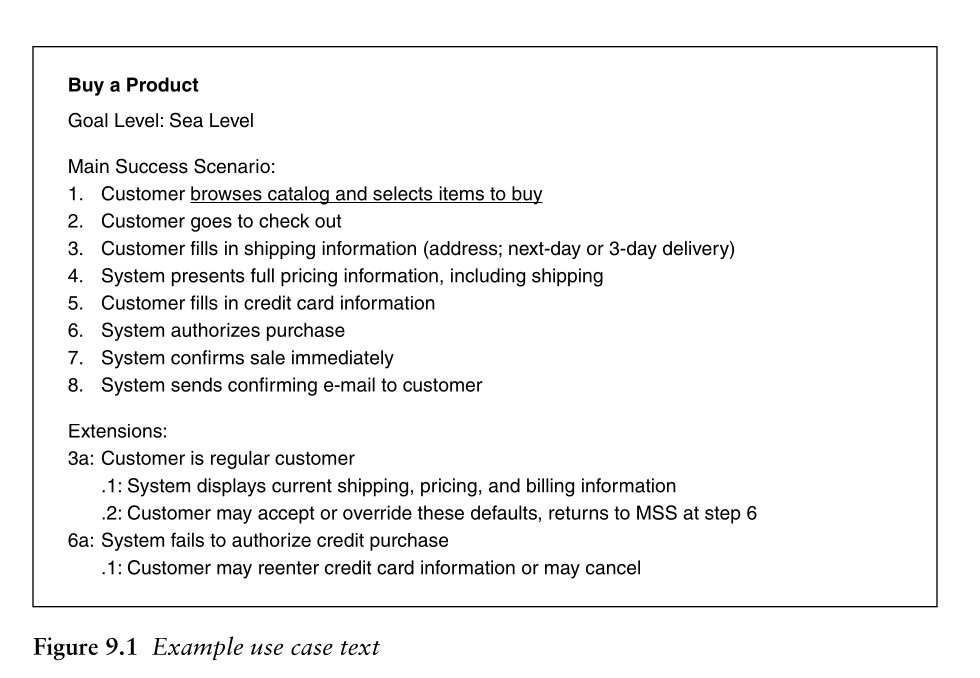 Buy a Product
Goal Level: Sea Level
Main Success Scenario:
1. Customer browses catalog and selects items to buy
2. Customer goes to check out
3. Customer fills in shipping information (address; next-day or 3-day delivery)
4. System presents full pricing information, including shipping
5. Customer fills in credit card information
6. System authorizes purchase
7. System confirms sale immediately
8. System sends confirming e-mail to customer
Extensions:
3a: Customer is regular customer
.1: System displays current shipping, pricing, and billing information
.2: Customer may accept or override these defaults, returns to MSS at step 6
6a: System fails to authorize credit purchase
.1: Customer may reenter credit card information or may cancel
Figure 9.1 Example use case text